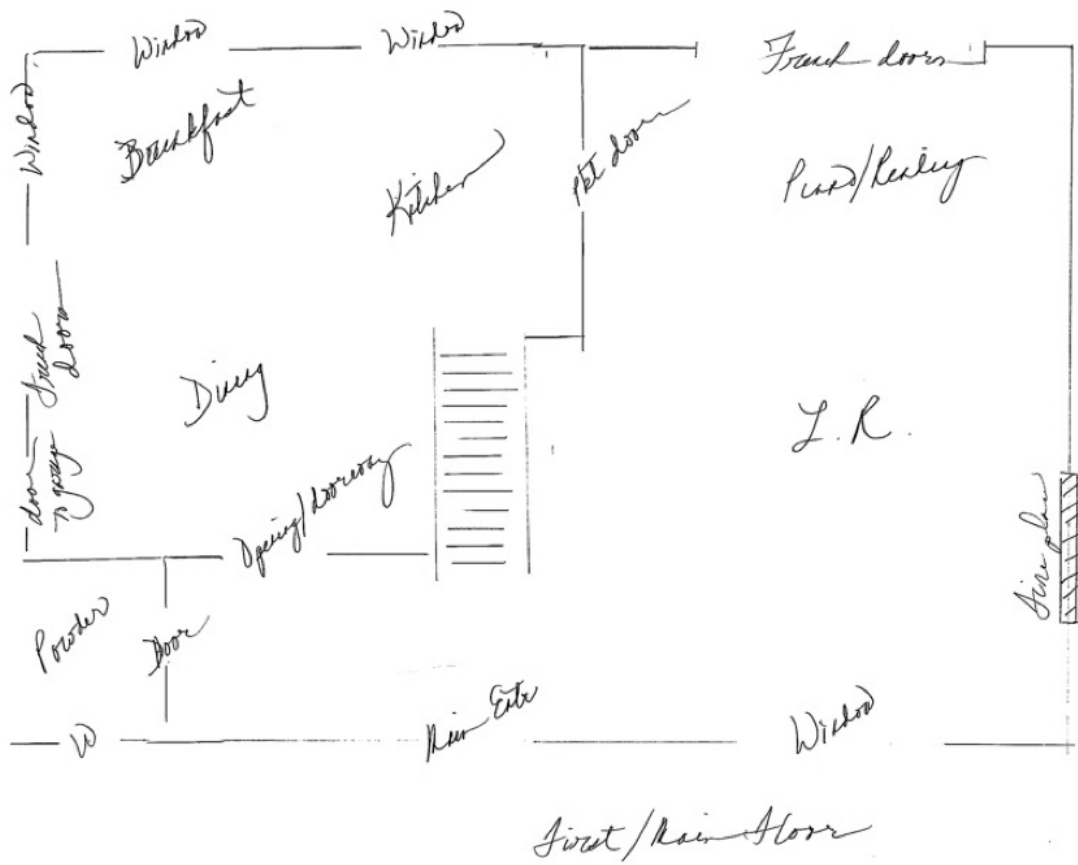 Window
Window
French doors
Window
Breakfast
Kitchen
Pkt door
Piano/Reading
French
door
Dining
L.R.
door
to garage
Opening/doorway
Fire place
Powder
Door
W
Main Entr
Window
First/Main Floor